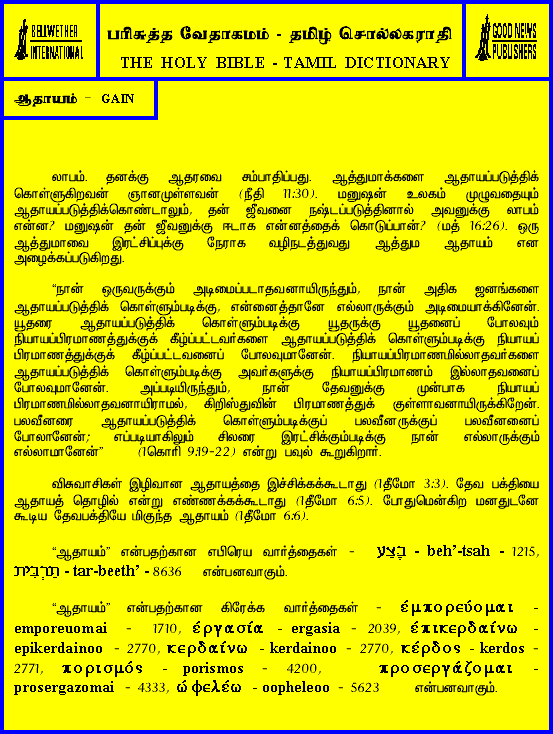 BELLWETHER
INTERNATIONAL
பரிசுத்த வேதாகமம் - தமிழ் சொல்லகராதி
THE HOLY BIBLE - TAMIL DICTIONARY
GOOD NEWS
PUBLISHERS
ஆதாயம் - GAIN
லாபம். தனக்கு ஆதரவை சம்பாதிப்பது. ஆத்துமாக்களை ஆதாயப்படுத்திக்
கொள்ளுகிறவன் ஞானமுள்ளவன் (நீதி 11:30). மனுஷன் உலகம் முழுவதையும்
ஆதாயப்படுத்திக்கொண்டாலும், தன் ஜீவனை நஷ்டப்படுத்தினால் அவனுக்கு லாபம்
என்ன? மனுஷன் தன் ஜீவனுக்கு ஈடாக என்னத்தைக் கொடுப்பான்? (மத் 16:26). ஒரு
ஆத்துமாவை இரட்சிப்புக்கு நேராக வழிநடத்துவது ஆத்தும ஆதாயம் என
அழைக்கப்படுகிறது.
“நான் ஒருவருக்கும் அடிமைப்படாதவனாயிருந்தும், நான் அதிக ஜனங்களை
ஆதாயப்படுத்திக் கொள்ளும்படிக்கு, என்னைத்தானே எல்லாருக்கும் அடிமையாக்கினேன்.
யூதரை ஆதாயப்படுத்திக் கொள்ளும்படிக்கு யூதருக்கு யூதனைப் போலவும்
நியாயப்பிரமாணத்துக்குக் கீழ்ப்பட்டவர்களை ஆதாயப்படுத்திக் கொள்ளும்படிக்கு நியாயப்
பிரமாணத்துக்குக் கீழ்ப்பட்டவனைப் போலவுமானேன். நியாயப்பிரமாணமில்லாதவர்களை
ஆதாயப்படுத்திக் கொள்ளும்படிக்கு அவர்களுக்கு நியாயப்பிரமாணம் இல்லாதவனைப்
போலவுமானேன். அப்படியிருந்தும், நான் தேவனுக்கு முன்பாக நியாயப்
பிரமாணமில்லாதவனாயிராமல், கிறிஸ்துவின் பிரமாணத்துக் குள்ளாவனாயிருக்கிறேன்.
பலவீனரை ஆதாயப்படுத்திக் கொள்ளும்படிக்குப் பலவீனருக்குப் பலவீனனைப்
போலானேன்; எப்படியாகிலும் சிலரை இரட்சிக்கும்படிக்கு நான் எல்லாருக்கும்
எல்லாமானேன்” (1கொரி 9:19-22) என்று பவுல் கூறுகிறார்.
விசுவாசிகள் இழிவான ஆதாயத்தை இச்சிக்கக்கூடாது (1தீமோ 3:3). தேவ பக்தியை
ஆதாயத் தொழில் என்று எண்ணக்கக்கூடாது (1தீமோ 6:5). போதுமென்கிற மனதுடனே
கூடிய தேவபக்தியே மிகுந்த ஆதாயம் (1தீமோ 6:6).
“ஆதாயம்” என்பதற்கான எபிரெய வார்த்தைகள் - בֶּצַע - beh’-tsah - 1215,
תַּרְבִּית - tar-beeth’ - 8636 என்பனவாகும்.
“ஆதாயம்” என்பதற்கான கிரேக்க வார்த்தைகள் - ἐμπορεύομαι -
emporeuomai - 1710, ἐργασία - ergasia - 2039, ἐπικερδαίνω -
epikerdainoo - 2770, κερδαίνω - kerdainoo - 2770, κέρδος - kerdos -
2771, πορισμός - porismos - 4200, προσεργάζομαι -
prosergazomai - 4333, ὠφελέω - oopheleoo - 5623 என்பனவாகும்.